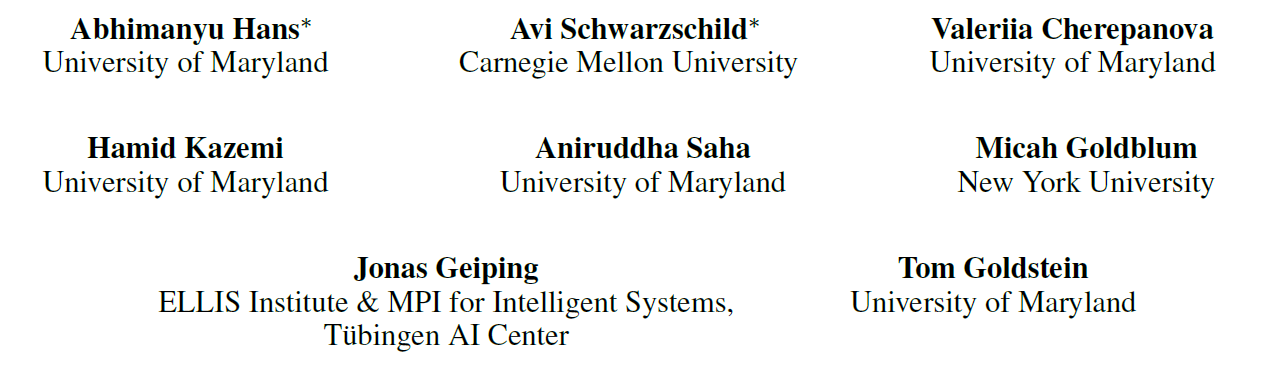 Abhimanyu Hans* Avi Schwarzschild* Valeriia Cherepanova
University of Maryland Carnegie Mellon University University of Maryland
Hamid Kazemi Aniruddha Saha Micah Goldblum
University of Maryland University of Maryland New York University
Jonas Geiping Tom Goldstein
ELLIS Institute & MPI for Intelligent Systems, University of Maryland
Tübingen AI Center